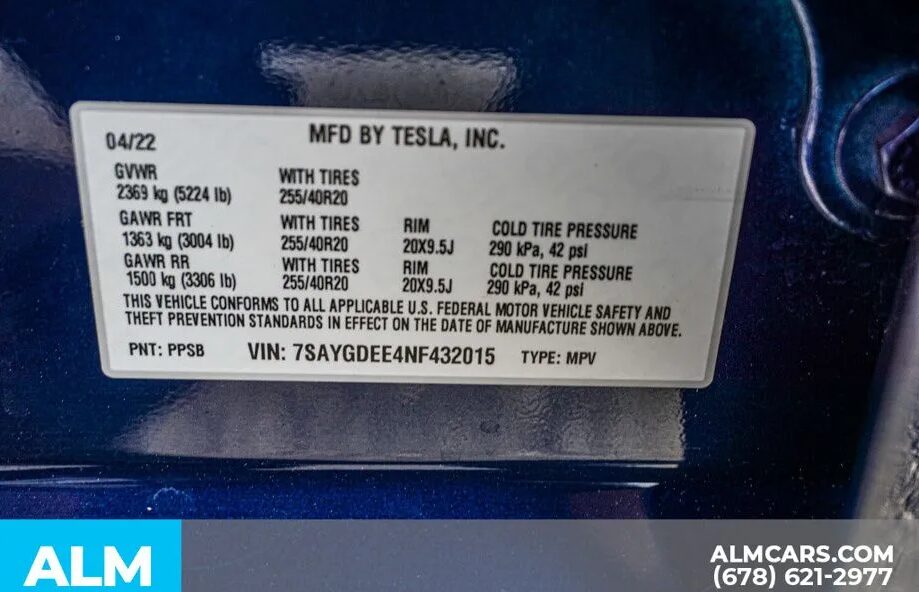 04/22 MFD BY TESLA, INC.
GVWR WITH TIRES
2369 kg (5224 lb) 255/40R20
GAWR FRT WITH TIRES RIM COLD TIRE PRESSURE
1363 kg (3004 lb) 255/40R20 20X9.5J 290 kPa, 42 psi
GAWR RR WITH TIRES RIM COLD TIRE PRESSURE
1500 kg (3306 lb) 255/40R20 20X9.5J 290 kPa, 42 psi
THIS VEHICLE CONFORMS TO ALL APPLICABLE U.S. FEDERAL MOTOR VEHICLE SAFETY AND
THEFT PREVENTION STANDARDS IN EFFECT ON THE DATE OF MANUFACTURE SHOWN ABOVE.
PNT: PPSB VIN: 7SAYGDEE4NF432015 TYPE: MPV
ALM
ALMCARS.COM
(678) 621-2977